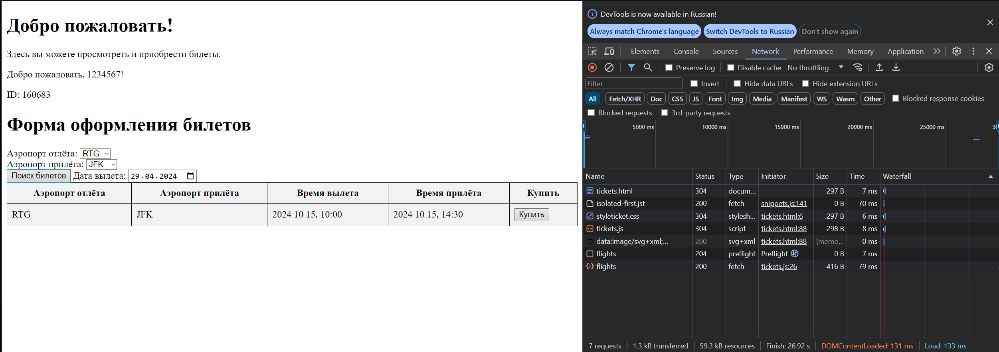 Добро пожаловать!
Здесь вы можете просмотреть и приобрести билеты.
Добро пожаловать, 1234567!
ID: 160683
Форма оформления билетов
Аэропорт отлёта: RTG
Аэропорт прилёта: JFK
Поиск билетов Дата вылета: 29.04.2024
Аэропорт отлёта Аэропорт прилёта Время вылета Время прилёта Купить
RTG JFK 2024 10 15, 10:00 2024 10 15, 14:30 Купить
DevTools is now available in Russian!
Always match Chrome's language Switch DevTools to Russian Don't show again
Elements Console Sources Network Performance Memory Application
Preserve log Disable cache No throttling
Filter Invert Hide data URLs Hide extension URLs
All Fetch/XHR Doc CSS JS Font Img Media Manifest WS Wasm Other Blocked response cookies
Blocked requests 3rd-party requests
5000 ms 10000 ms 15000 ms 20000 ms 25000 ms
Name Status Type Initiator Size Time Waterfall
tickets.html 304 docum... 297 B 7 ms
isolated-first.jst 200 fetch snippets.js:141 0 B 70 ms
styleticket.css 304 stylesh... tickets.html:6 297 B 6 ms
tickets.js 304 script tickets.html:88 298 B 8 ms
data:image/svg+xml;... 200 svg+xml tickets.html:88 (memo... 0 ms
flights 204 preflight Preflight 0 B 7 ms
flights 200 fetch tickets.js:26 416 B 79 ms
7 requests 1.3 kB transferred 59.3 kB resources Finish: 26.92 s DOMContentLoaded: 131 ms Load: 133 ms